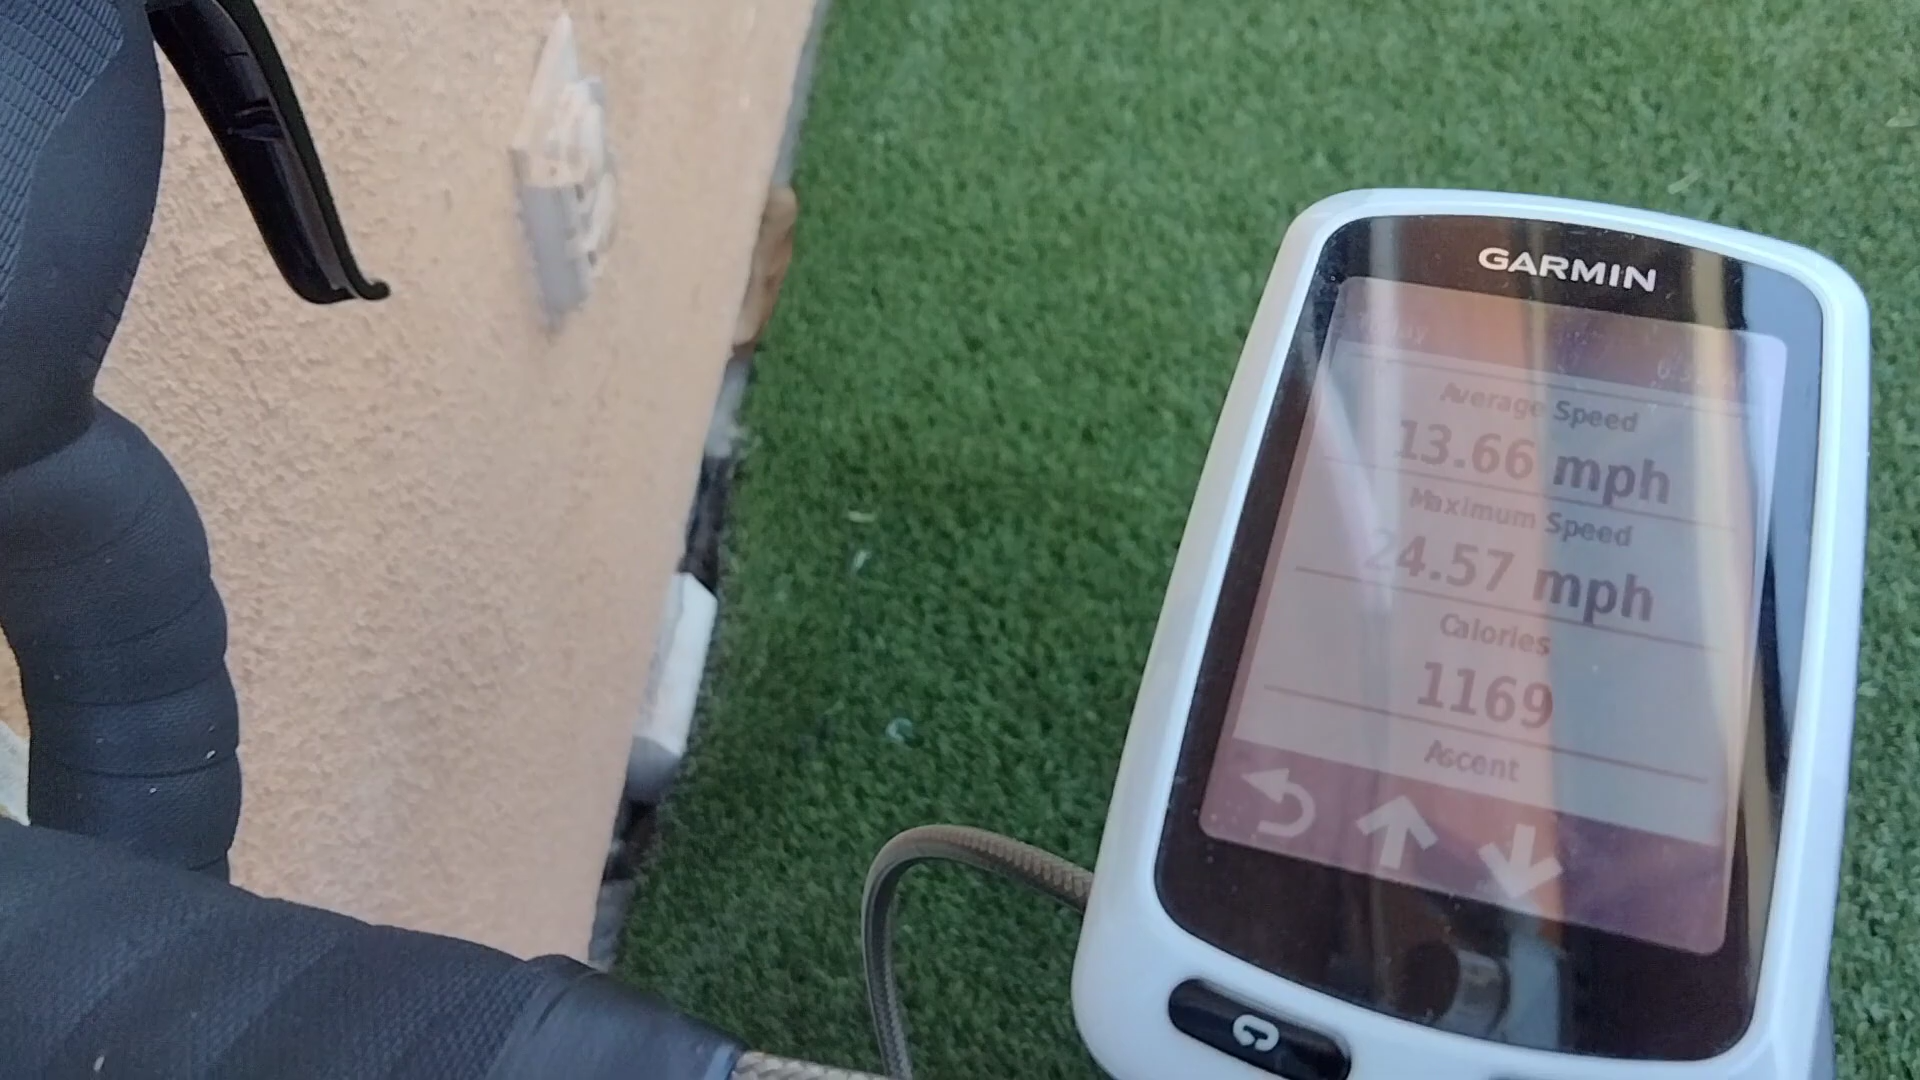 GARMIN
Average Speed
13.66 mph
Maximum Speed
24.57 mph
Calories
1169
Ascent